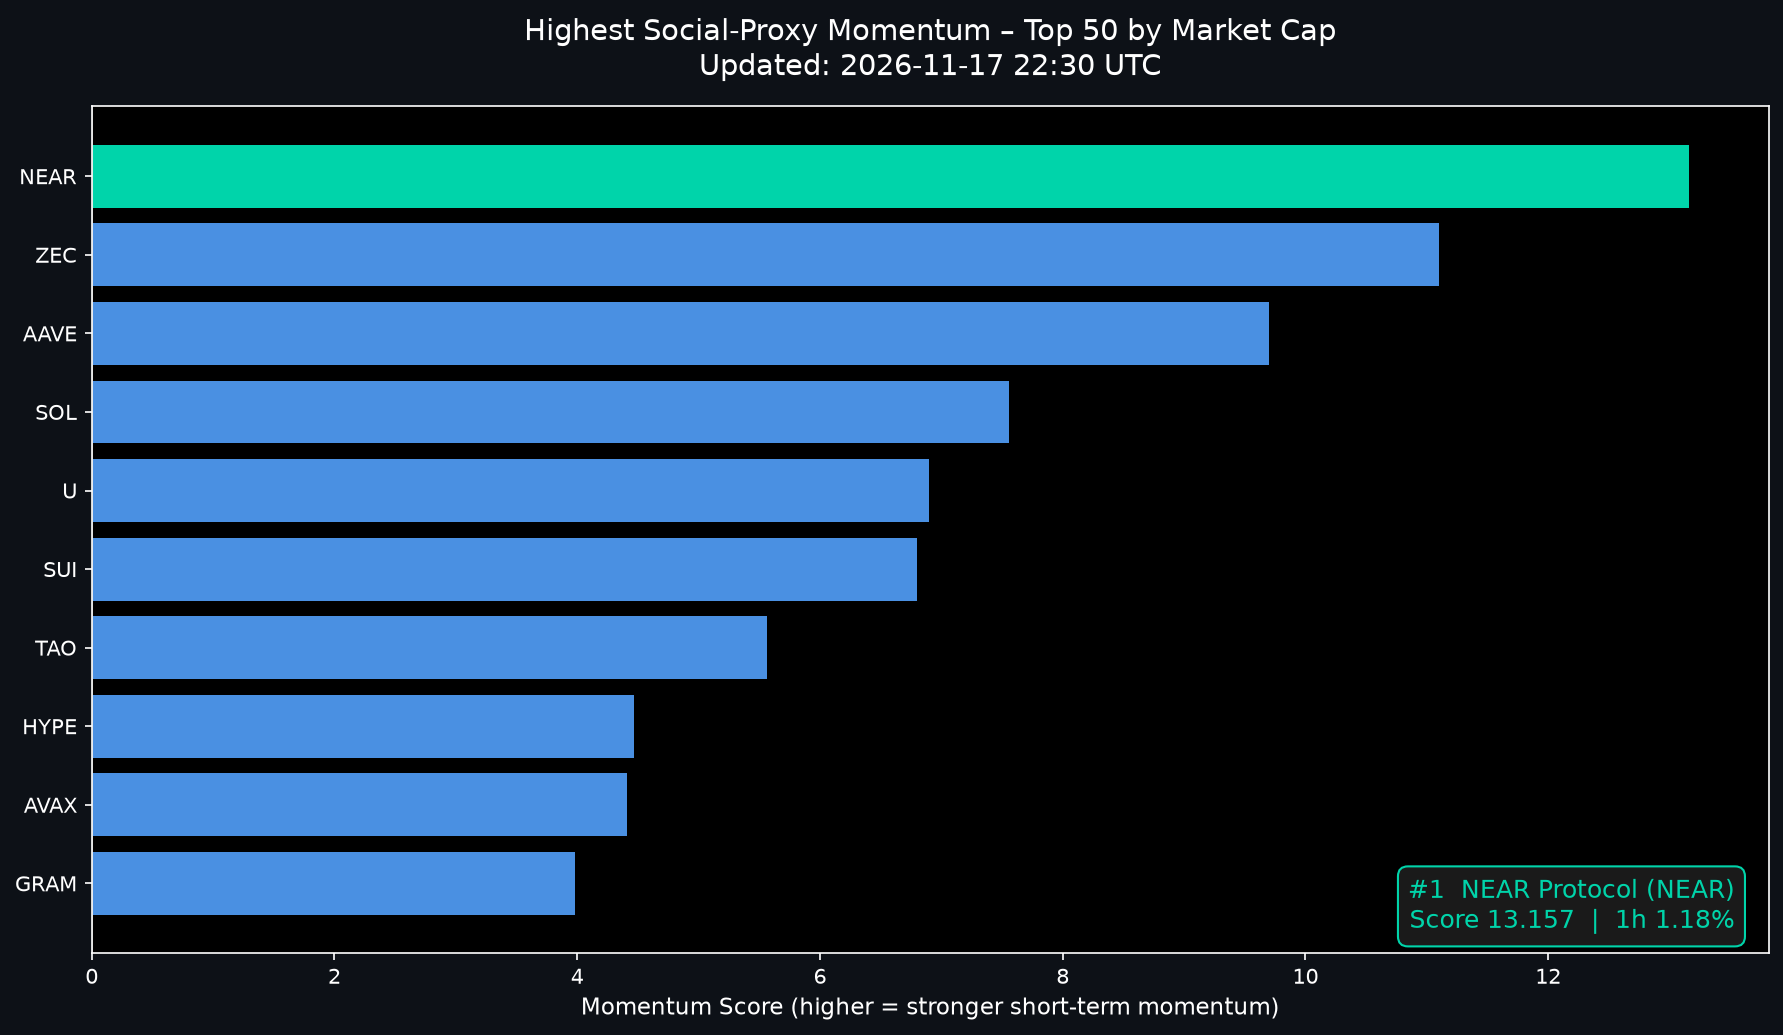 Highest Social-Proxy Momentum – Top 50 by Market Cap
Updated: 2026-11-17 22:30 UTC
NEAR
ZEC
AAVE
SOL
U
SUI
TAO
HYPE
AVAX
GRAM
#1  NEAR Protocol (NEAR)
Score 13.157  |  1h 1.18%
0 2 4 6 8 10 12
Momentum Score (higher = stronger short-term momentum)